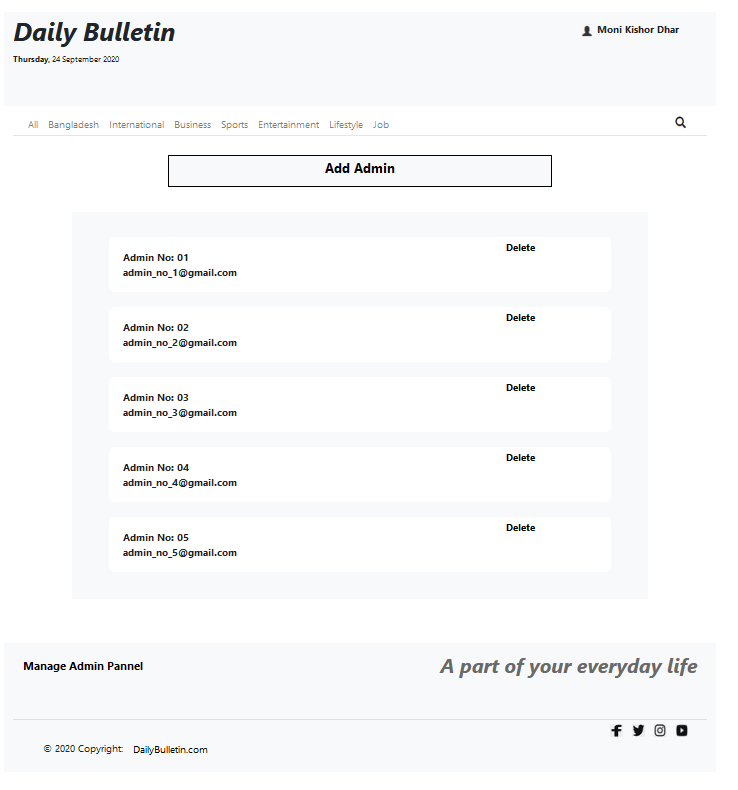 Daily Bulletin
Moni Kishor Dhar
Thursday, 24 September 2020
All Bangladesh International Business Sports Entertainment Lifestyle Job
Add Admin
Admin No: 01
Delete
admin_no_1@gmail.com
Admin No: 02
Delete
admin_no_2@gmail.com
Admin No: 03
Delete
admin_no_3@gmail.com
Admin No: 04
Delete
admin_no_4@gmail.com
Admin No: 05
Delete
admin_no_5@gmail.com
Manage Admin Pannel
A part of your everyday life
© 2020 Copyright: DailyBulletin.com